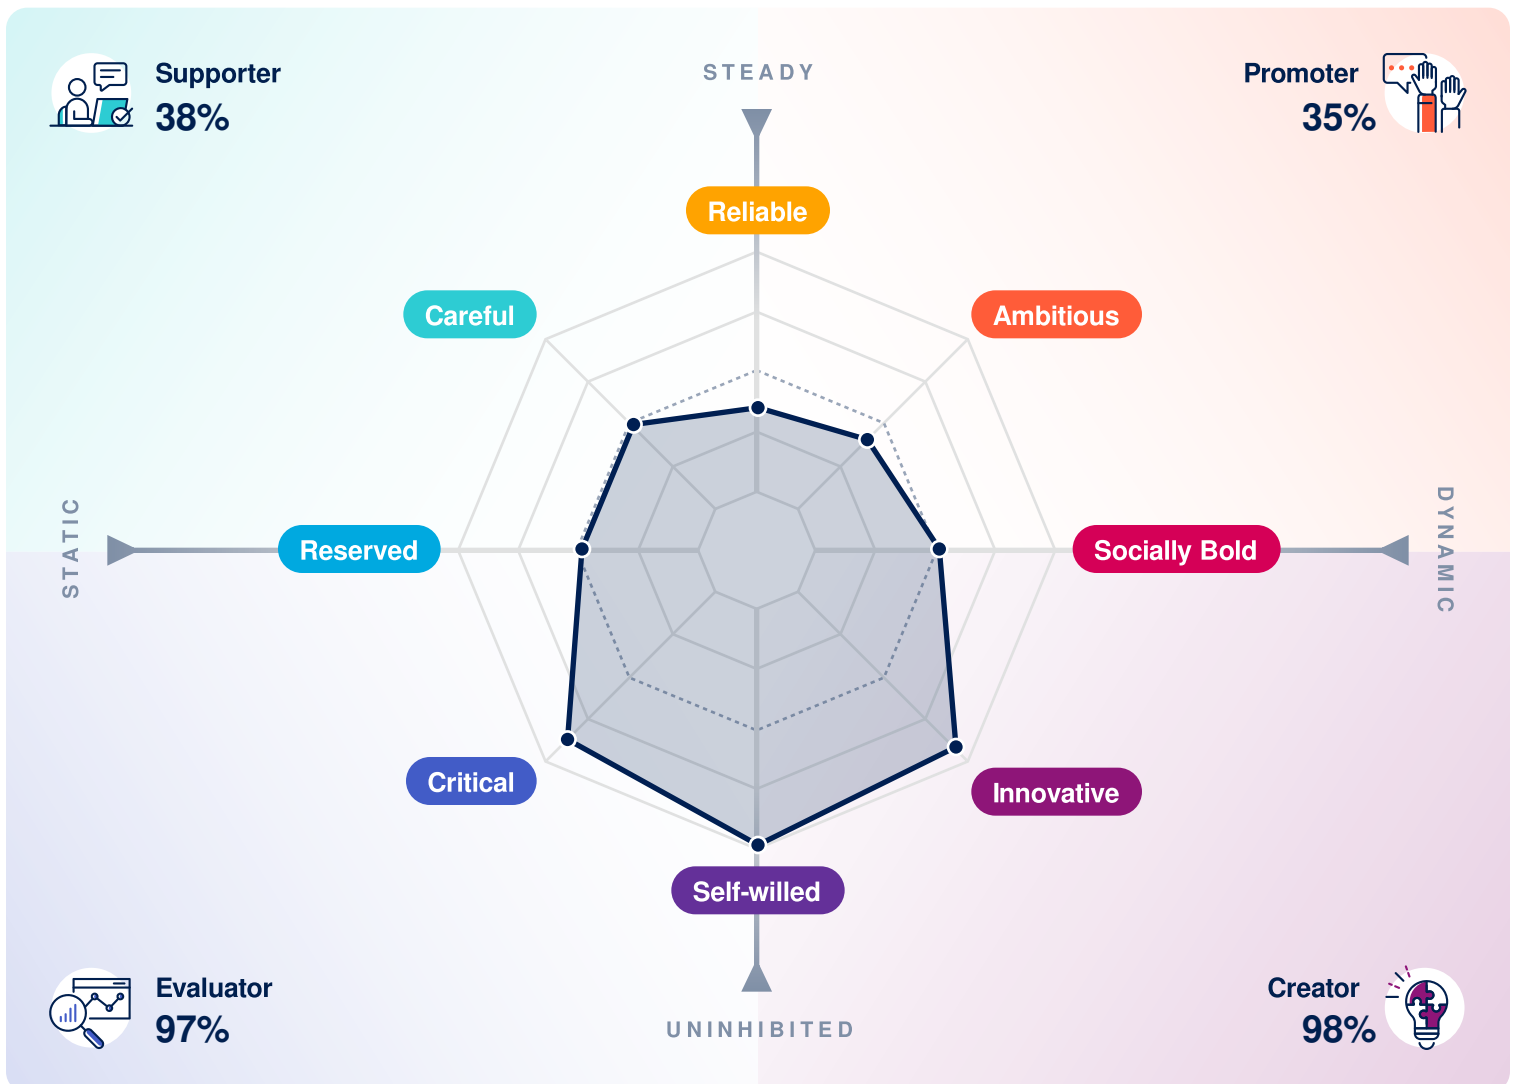 Supporter
38%
STEADY
Promoter
35%
Reliable
Careful
Ambitious
STATIC
Reserved
Socially Bold
DYNAMIC
Critical
Innovative
Self-willed
Evaluator
97%
UNINHIBITED
Creator
98%